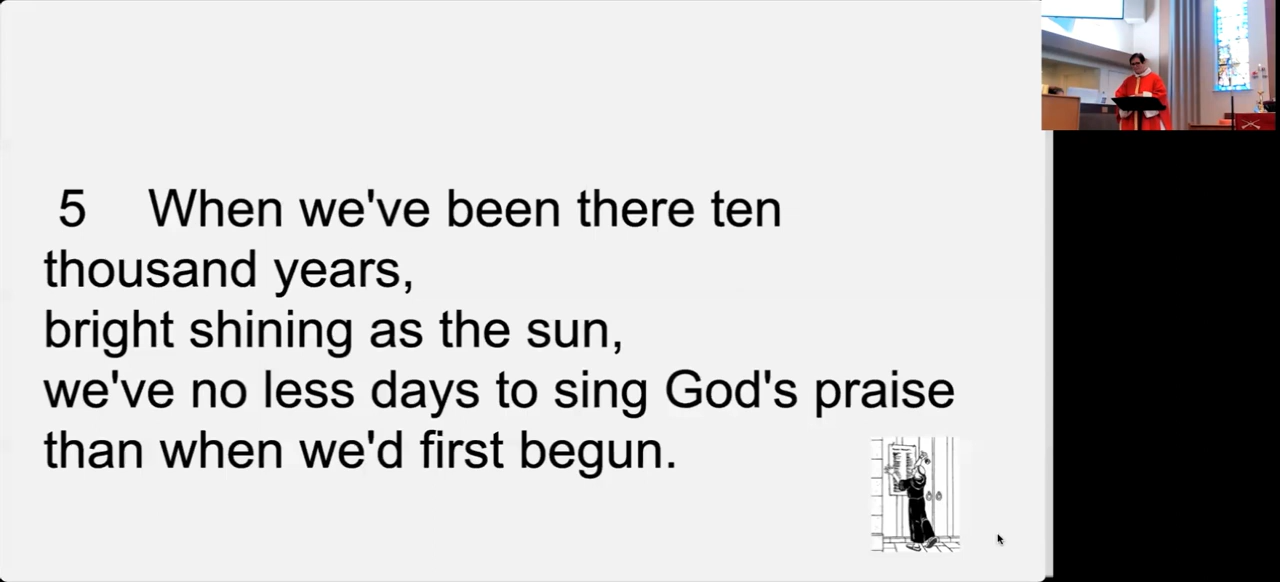 5 When we've been there ten
thousand years,
bright shining as the sun,
we've no less days to sing God's praise
than when we'd first begun.